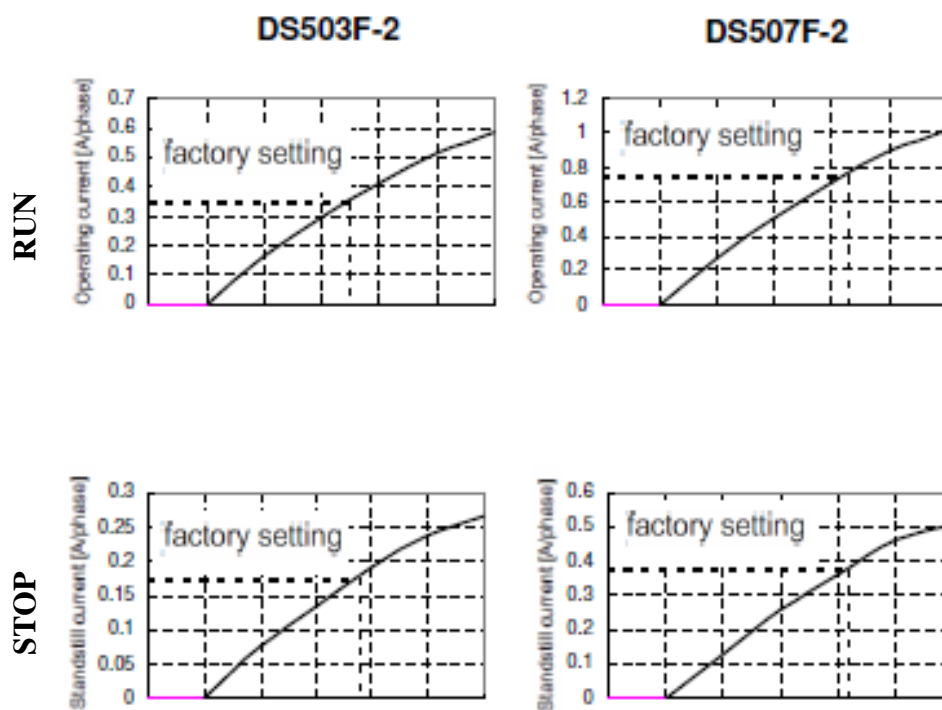 DS503F-2
DS507F-2
RUN
Operating current [A/phase]
0.7
0.6
0.5
0.4
0.3
0.2
0.1
0
factory setting
Operating current [A/phase]
1.2
1
0.8
0.6
0.4
0.2
0
factory setting
STOP
Standstill current [A/phase]
0.3
0.25
0.2
0.15
0.1
0.05
0
factory setting
Standstill current [A/phase]
0.6
0.5
0.4
0.3
0.2
0.1
0
factory setting